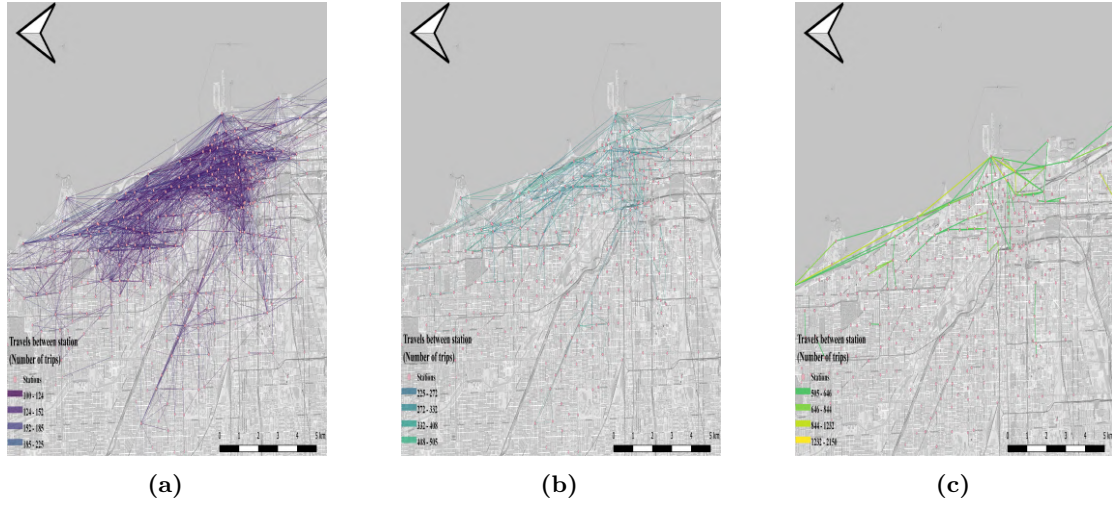 Travels between station
(Number of trips)
Stations
100 - 124
124 - 152
152 - 185
185 - 225
0 1 2 3 4 5 km
(a)
Travels between station
(Number of trips)
Stations
225 - 272
272 - 332
332 - 408
408 - 505
0 1 2 3 4 5 km
(b)
Travels between station
(Number of trips)
Stations
505 - 646
646 - 844
844 - 1232
1232 - 2150
0 1 2 3 4 5 km
(c)